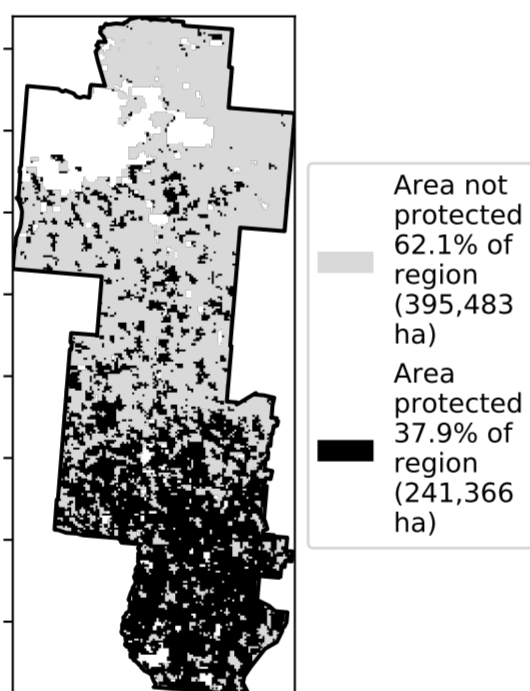 Area not
protected
62.1% of
region
(395,483
ha)
Area
protected
37.9% of
region
(241,366
ha)